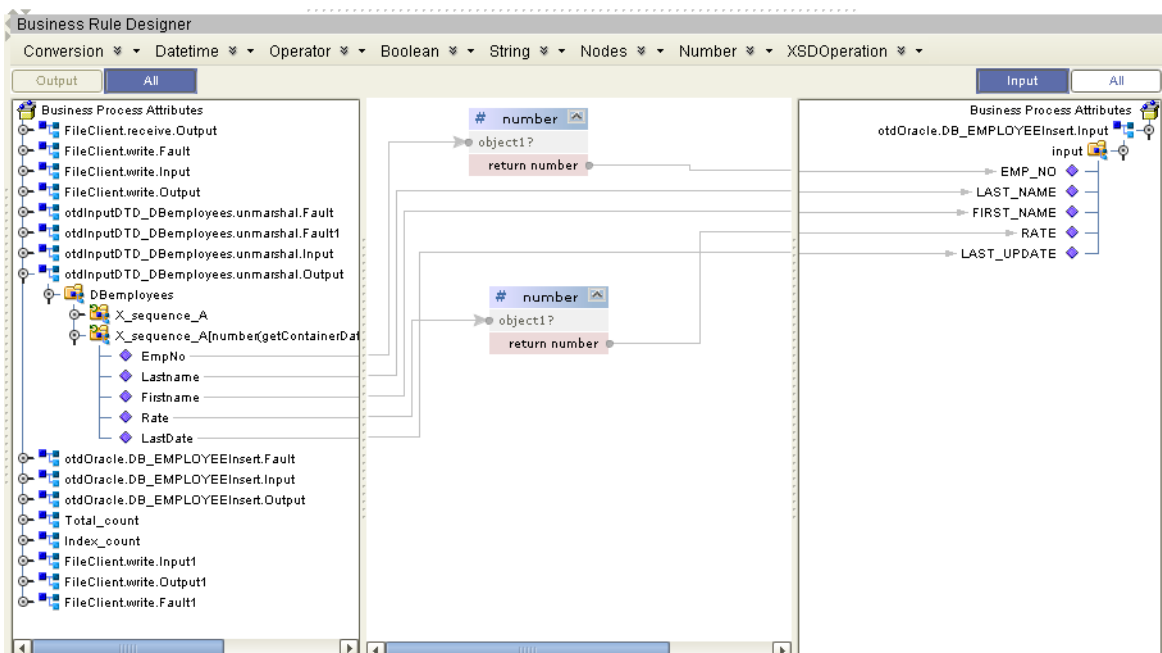 Business Rule Designer
Conversion Datetime Operator Boolean String Nodes Number XSDOperation
Output All Input All
Business Process Attributes
FileClient.receive.Output
FileClient.write.Fault
FileClient.write.Input
FileClient.write.Output
otdInputDTD_DBemployees.unmarshal.Fault
otdInputDTD_DBemployees.unmarshal.Fault1
otdInputDTD_DBemployees.unmarshal.Input
otdInputDTD_DBemployees.unmarshal.Output
DBemployees
X_sequence_A
X_sequence_A[number(getContainerDat
EmpNo
Lastname
Firstname
Rate
LastDate
otdOracle.DB_EMPLOYEEInsert.Fault
otdOracle.DB_EMPLOYEEInsert.Input
otdOracle.DB_EMPLOYEEInsert.Output
Total_count
Index_count
FileClient.write.Input1
FileClient.write.Output1
FileClient.write.Fault1
# number
object1?
return number
# number
object1?
return number
Business Process Attributes
otdOracle.DB_EMPLOYEEInsert.Input
input
EMP_NO
LAST_NAME
FIRST_NAME
RATE
LAST_UPDATE